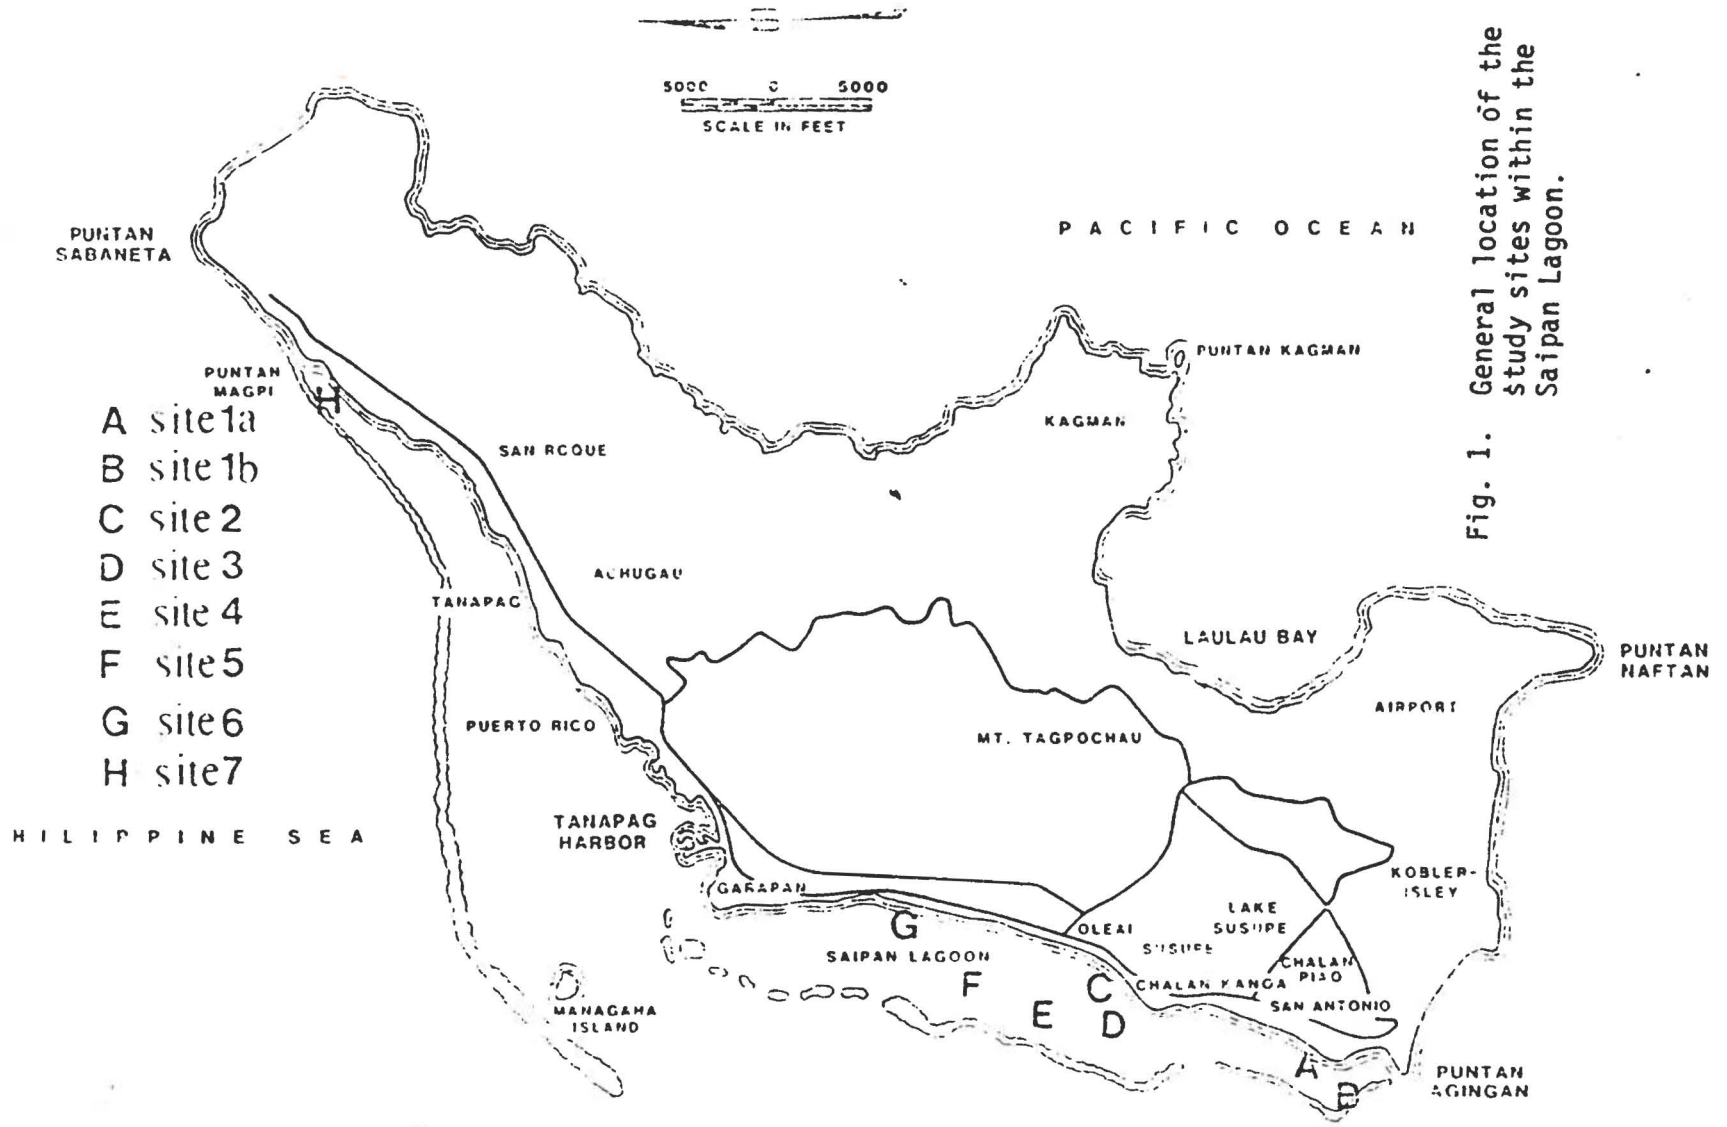 5000 0 5000
SCALE IN FEET
Fig. 1. General location of the
study sites within the
Saipan Lagoon.
PACIFIC OCEAN
PUNTAN
SABANETA
PUNTAN KAGMAN
PUNTAN
MAGPI
H
KAGMAN
A site 1a
B site 1b
C site 2
D site 3
E site 4
F site 5
G site 6
H site 7
SAN ROQUE
ACHUGAU
TANAPAG
LAULAU BAY
PUNTAN
NAFTAN
AIRPORT
PUERTO RICO
MT. TAGPOCHAU
HILIPPINE SEA
TANAPAG
HARBOR
GARAPAN
KOBLER-
ISLEY
LAKE
SUSUPE
OLEAI
SUSUPE
G
SAIPAN LAGOON
CHALAN
PIAO
CHALAN KANOA
SAN ANTONIO
F
C
E
D
MANAGAHA
ISLAND
A
B
PUNTAN
AGINGAN